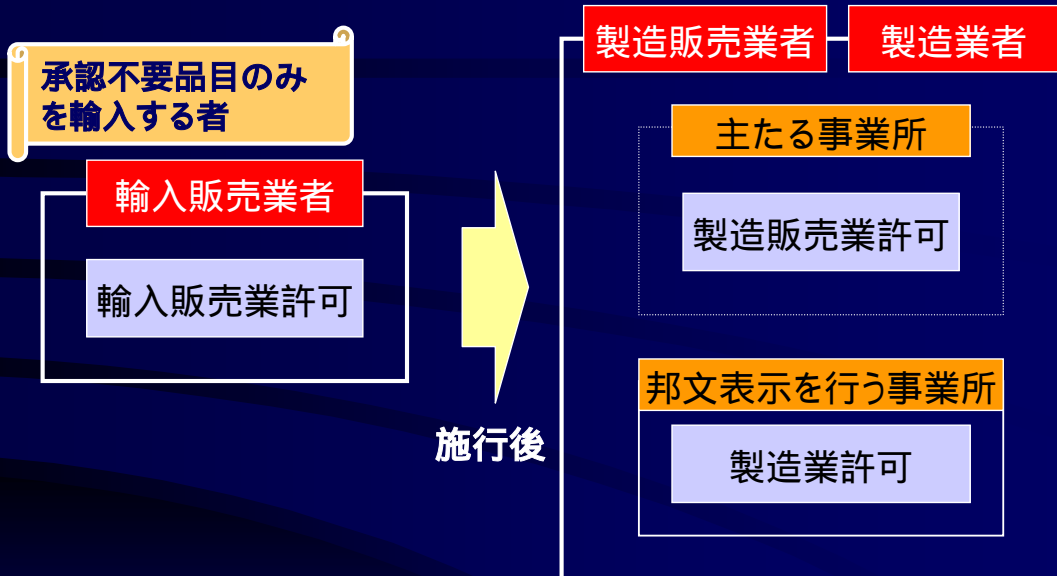 承認不要品目のみ
を輸入する者
輸入販売業者
輸入販売業許可
施行後
製造販売業者
製造業者
主たる事業所
製造販売業許可
邦文表示を行う事業所
製造業許可